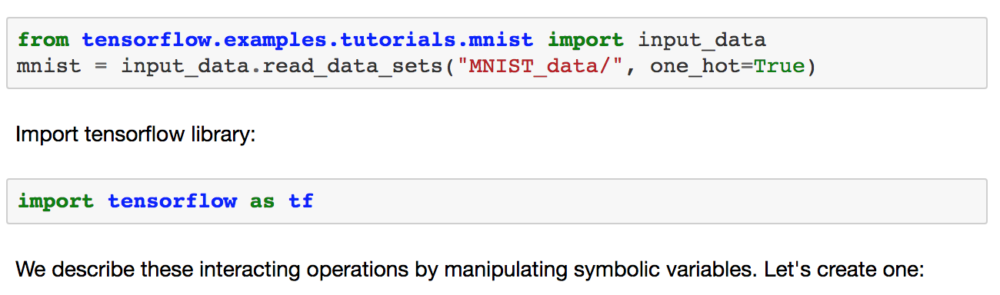 from tensorflow.examples.tutorials.mnist import input_data
mnist = input_data.read_data_sets("MNIST_data/", one_hot=True)
Import tensorflow library:
import tensorflow as tf
We describe these interacting operations by manipulating symbolic variables. Let's create one: